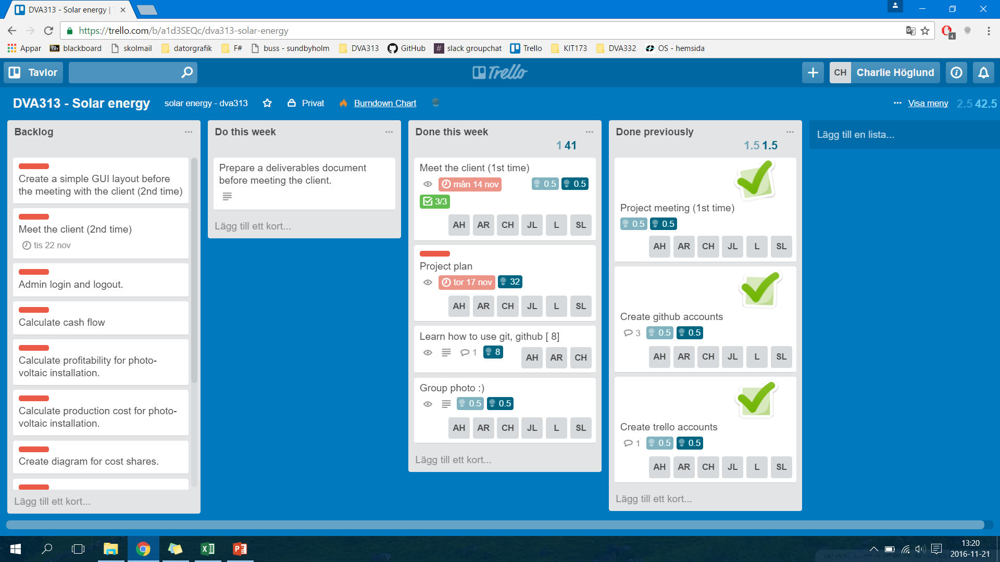 DVA313 - Solar energy |
https://trello.com/b/a1d3SEQc/dva313-solar-energy
4
Appar
Bb blackboard
skolmail
datorgrafik
F#
buss - sundbyholm
DVA313
GitHub
# slack groupchat
Trello
KIT173
DVA332
OS - hemsida
Tavlor
Trello
CH Charlie Höglund
DVA313 - Solar energy
solar energy - dva313
Privat
Burndown Chart
Visa meny
2.5 42.5
Backlog
Create a simple GUI layout before
the meeting with the client (2nd time)
Meet the client (2nd time)
tis 22 nov
Admin login and logout.
Calculate cash flow
Calculate profitability for photo-
voltaic installation.
Calculate production cost for photo-
voltaic installation.
Create diagram for cost shares.
Lägg till ett kort...
Do this week
Prepare a deliverables document
before meeting the client.
Lägg till ett kort...
Done this week
1 41
Meet the client (1st time)
mån 14 nov 0.5 0.5
3/3
AH AR CH JL L SL
Project plan
tor 17 nov 32
AH AR CH JL L SL
Learn how to use git, github [ 8]
1 8 AH AR CH
Group photo :)
0.5 0.5
AH AR CH JL L SL
Lägg till ett kort...
Done previously
1.5 1.5
Project meeting (1st time)
0.5 0.5
AH AR CH JL L SL
Create github accounts
3 0.5 0.5
AH AR CH JL L SL
Create trello accounts
1 0.5 0.5
AH AR CH JL L SL
Lägg till ett kort...
Lägg till en lista...
13:20
2016-11-21